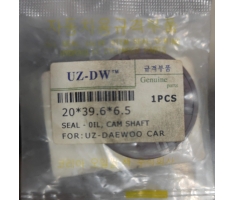 UZ-DW™
Genuine
parts
1PCS
20*39.6*6.5
SEAL - OIL, CAM SHAFT
FOR: UZ-DAEWOO CAR